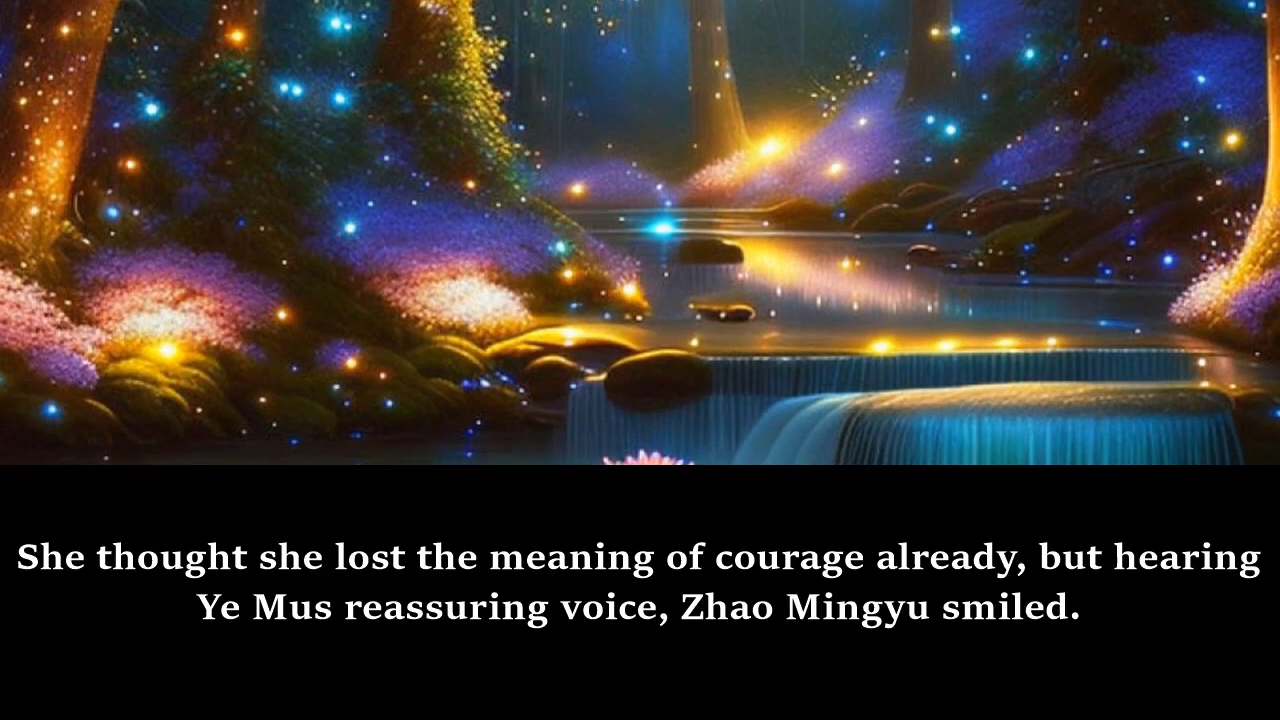 She thought she lost the meaning of courage already, but hearing
Ye Mus reassuring voice, Zhao Mingyu smiled.